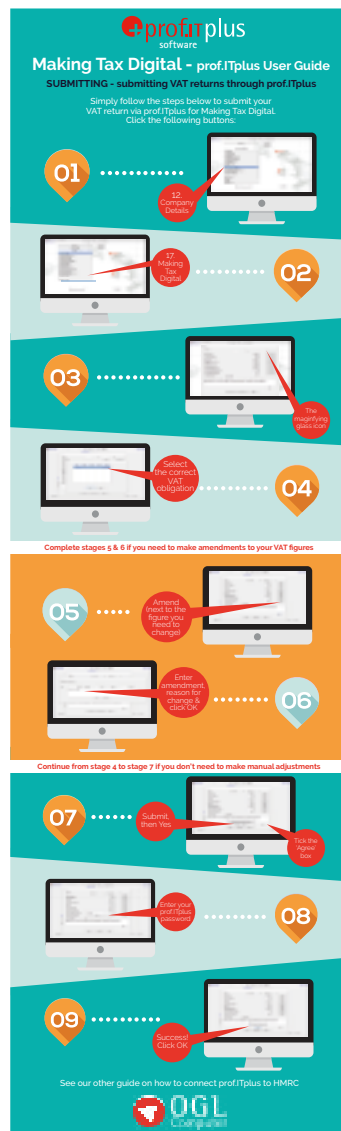 prof.ITplus
software
Making Tax Digital - prof.ITplus User Guide
SUBMITTING - submitting VAT returns through prof.ITplus
Simply follow the steps below to submit your
VAT return via prof.ITplus for Making Tax Digital.
Click the following buttons:
01
12.
Company
Details
17.
Making
Tax
Digital
02
03
The
maginfying
glass icon
Select
the correct
VAT
obligation
04
Complete stages 5 & 6 if you need to make amendments to your VAT figures
05
Amend
(next to the
figure you
need to
change)
Enter
amendment,
reason for
change &
click OK
06
Continue from stage 4 to stage 7 if you don't need to make manual adjustments
07
Submit,
then Yes
Tick the
'Agree'
box
Enter your
prof.ITplus
password
08
09
Success!
Click OK
See our other guide on how to connect prof.ITplus to HMRC
OGL
Computer